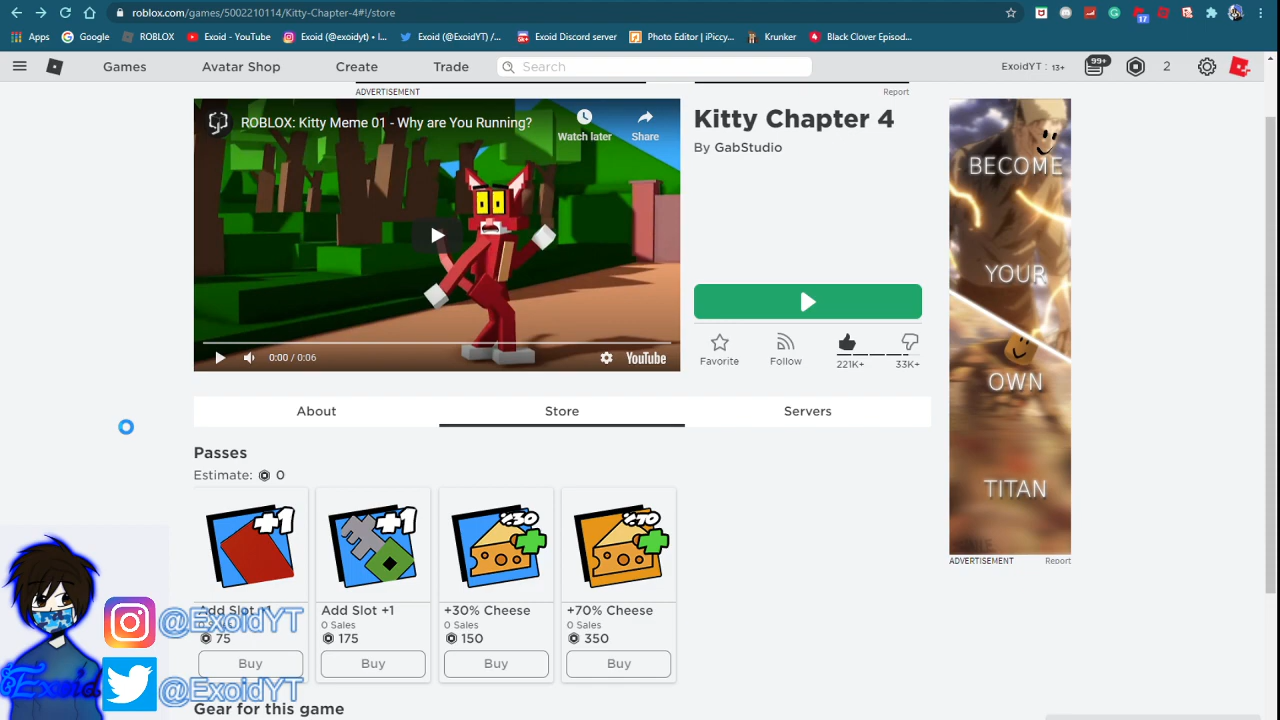 roblox.com/games/5002210114/Kitty-Chapter-4#!/store
17
Apps
Google
ROBLOX
Exoid - YouTube
Exoid (@exoidyt) • I...
Exoid (@ExoidYT) /...
Exoid Discord server
Photo Editor | iPiccy...
Krunker
Black Clover Episod...
Games
Avatar Shop
Create
Trade
Search
ExoidYT : 13+
99+
2
ADVERTISEMENT
Report
ROBLOX: Kitty Meme 01 - Why are You Running?
Watch later
Share
0:00 / 0:06
YouTube
Kitty Chapter 4
By GabStudio
Favorite
Follow
221K+
33K+
BECOME
YOUR
OWN
TITAN
ADVERTISEMENT
Report
About
Store
Servers
Passes
Estimate: 0
+1
+1
+30
+70
Add Slot +1
Add Slot +1
+30% Cheese
+70% Cheese
0 Sales
0 Sales
0 Sales
75
175
150
350
Buy
Buy
Buy
Buy
Gear for this game
Exoid
@ExoidYT
@ExoidYT